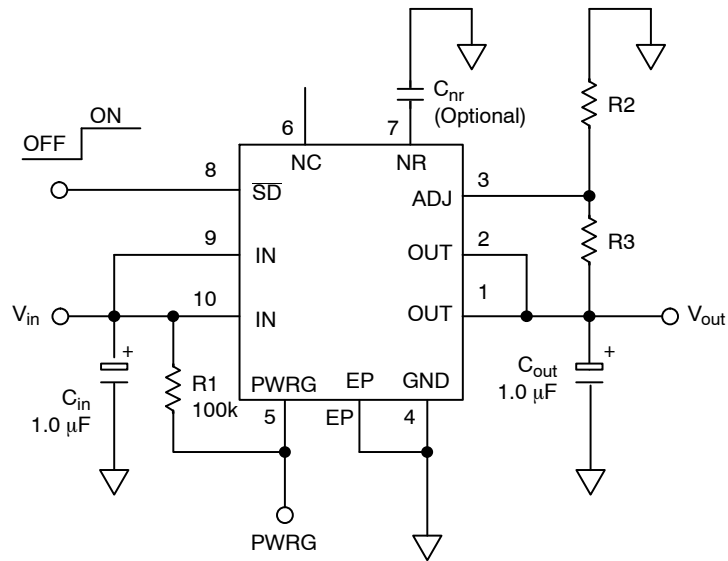 C_nr
(Optional)
R2
ON
OFF
6
7
NC
NR
8
SD
3
ADJ
R3
9
IN
2
OUT
V_in
10
IN
1
OUT
V_out
C_in
1.0 μF
+
R1
100k
PWRG
5
EP
EP
GND
4
C_out
1.0 μF
+
PWRG